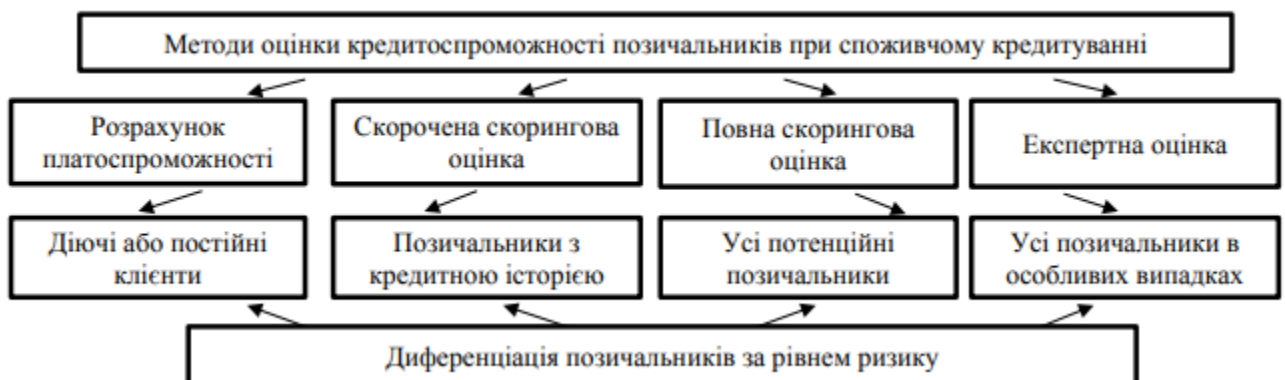 Методи оцінки кредитоспроможності позичальників при споживчому кредитуванні
Розрахунок
платоспроможності
Скорочена скорингова
оцінка
Повна скорингова
оцінка
Експертна оцінка
Діючі або постійні
клієнти
Позичальники з
кредитною історією
Усі потенційні
позичальники
Усі позичальники в
особливих випадках
Диференціація позичальників за рівнем ризику